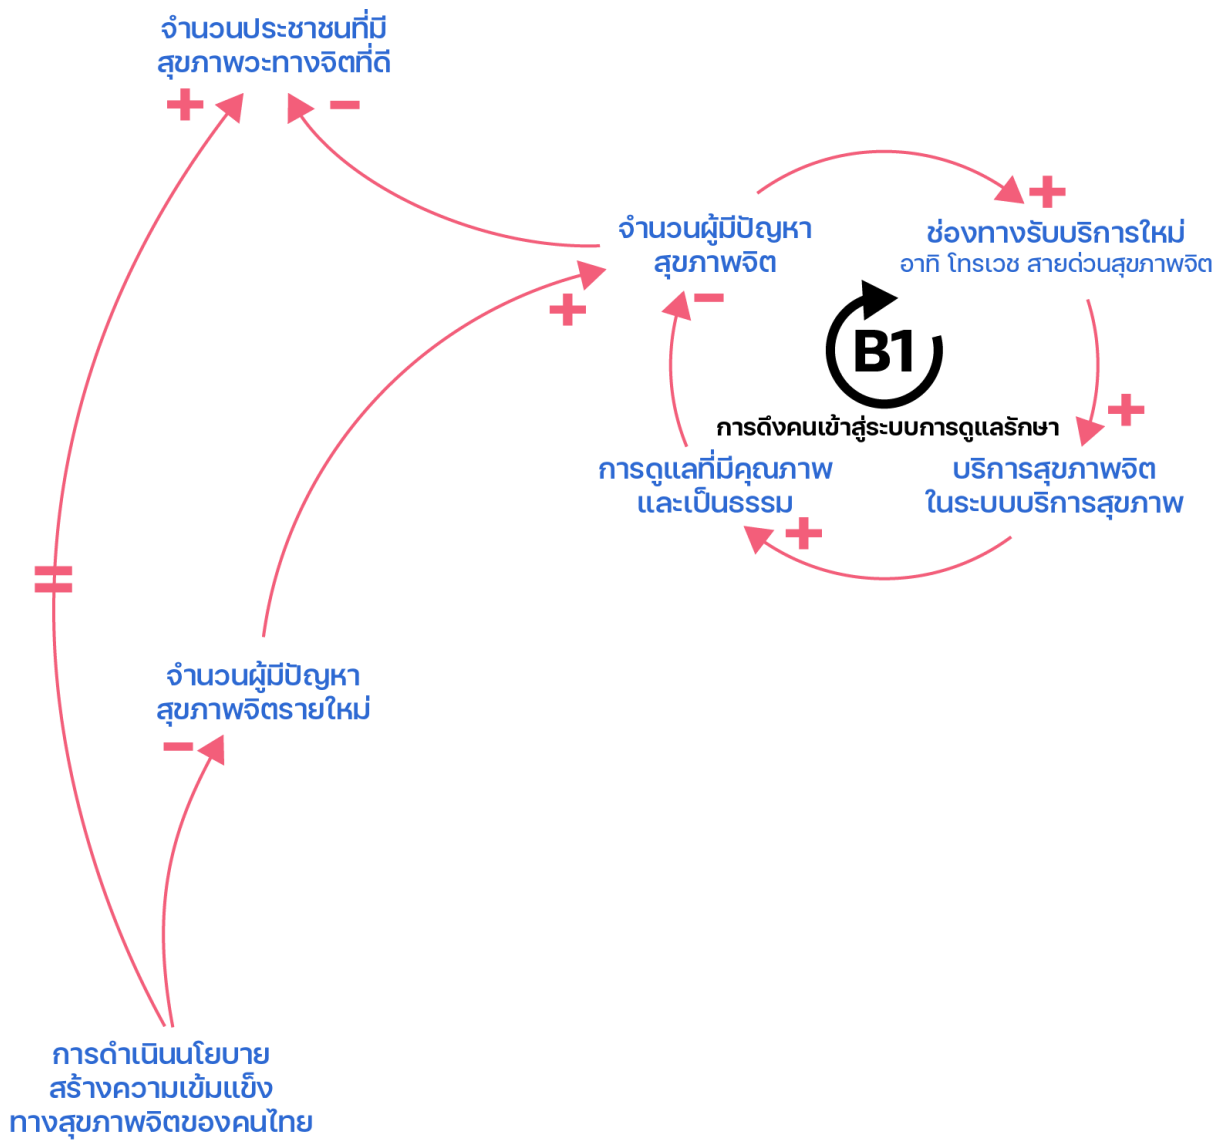 จำนวนประชาชนที่มี
สุขภาพวะทางจิตที่ดี
+
−
จำนวนผู้มีปัญหา
สุขภาพจิต
+
−
+
ช่องทางรับบริการใหม่
อาทิ โทรเวช สายด่วนสุขภาพจิต
B1
การดึงคนเข้าสู่ระบบการดูแลรักษา
+
การดูแลที่มีคุณภาพ
และเป็นธรรม
+
บริการสุขภาพจิต
ในระบบบริการสุขภาพ
=
จำนวนผู้มีปัญหา
สุขภาพจิตรายใหม่
−
การดำเนินนโยบาย
สร้างความเข้มแข็ง
ทางสุขภาพจิตของคนไทย